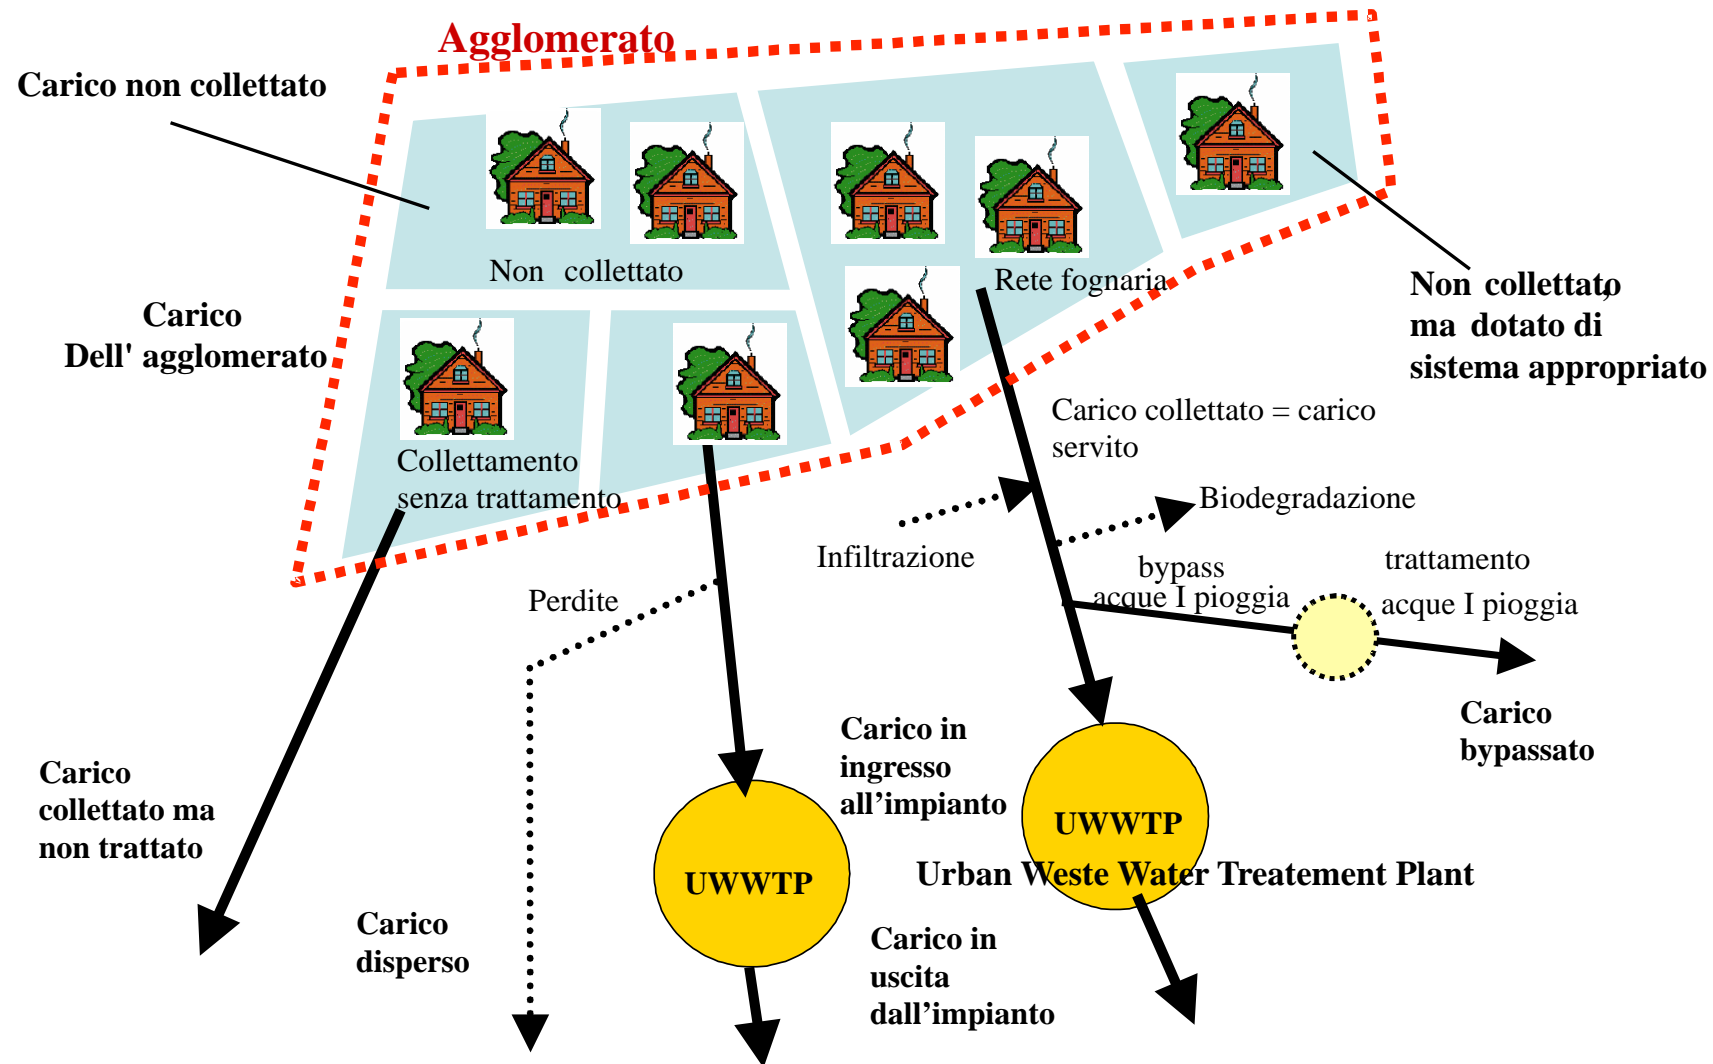 Agglomerato
Carico non collettato
Non collettato
Rete fognaria
Non collettato,
ma dotato di
sistema appropriato
Carico
Dell' agglomerato
Collettamento
senza trattamento
Carico collettato = carico
servito
Biodegradazione
Infiltrazione
bypass
acque I pioggia
trattamento
acque I pioggia
Perdite
Carico
bypassato
Carico in
ingresso
all’impianto
Carico
collettato ma
non trattato
UWWTP
UWWTP
Urban Weste Water Treatement Plant
Carico
disperso
Carico in
uscita
dall’impianto